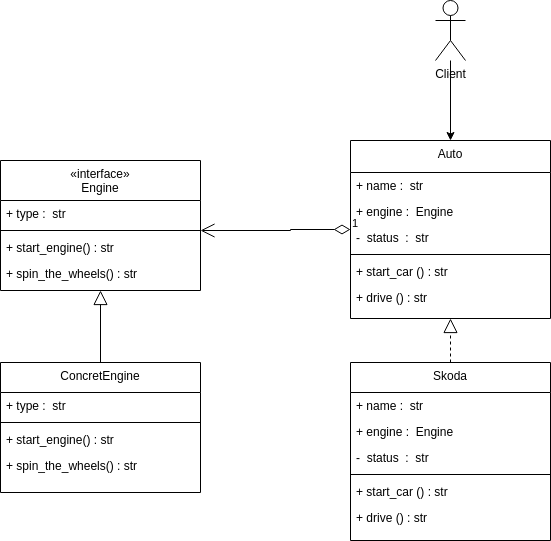 Client
«interface»
Engine
+ type : str
+ start_engine() : str
+ spin_the_wheels() : str
Auto
+ name : str
+ engine : Engine
- status : str
+ start_car () : str
+ drive () : str
1
ConcretEngine
+ type : str
+ start_engine() : str
+ spin_the_wheels() : str
Skoda
+ name : str
+ engine : Engine
- status : str
+ start_car () : str
+ drive () : str